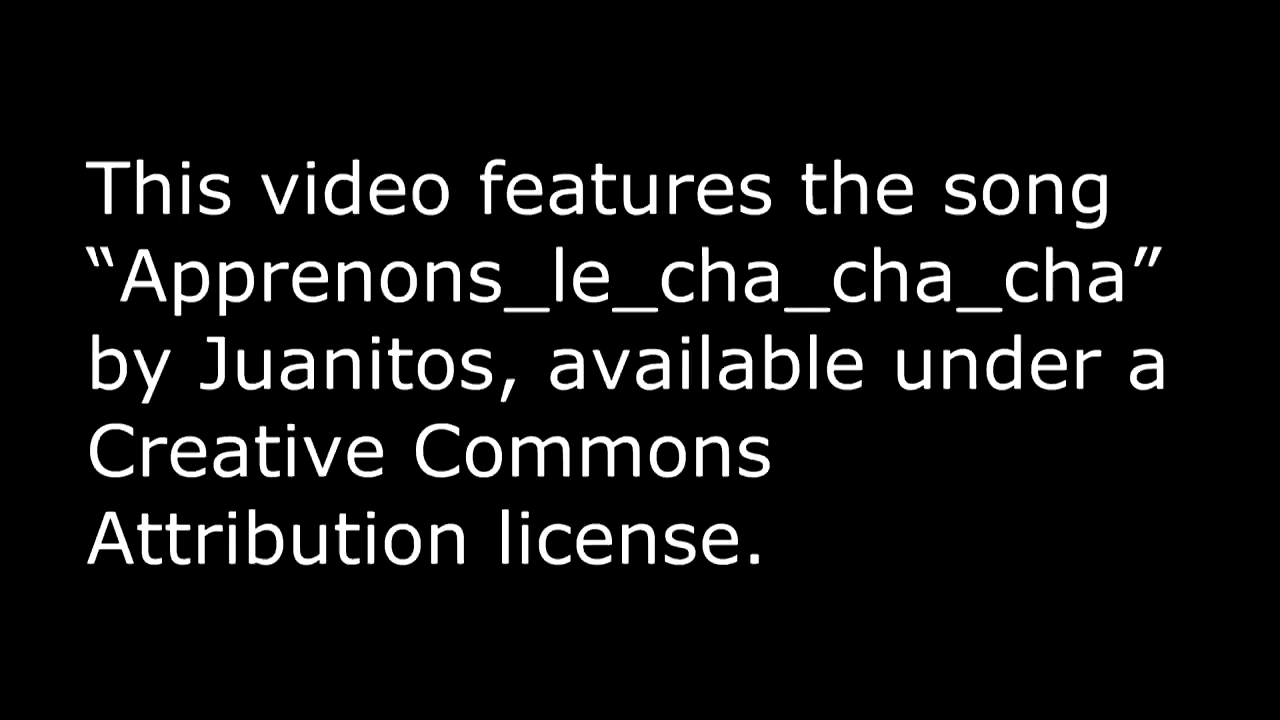 This video features the song
“Apprenons_le_cha_cha_cha”
by Juanitos, available under a
Creative Commons
Attribution license.